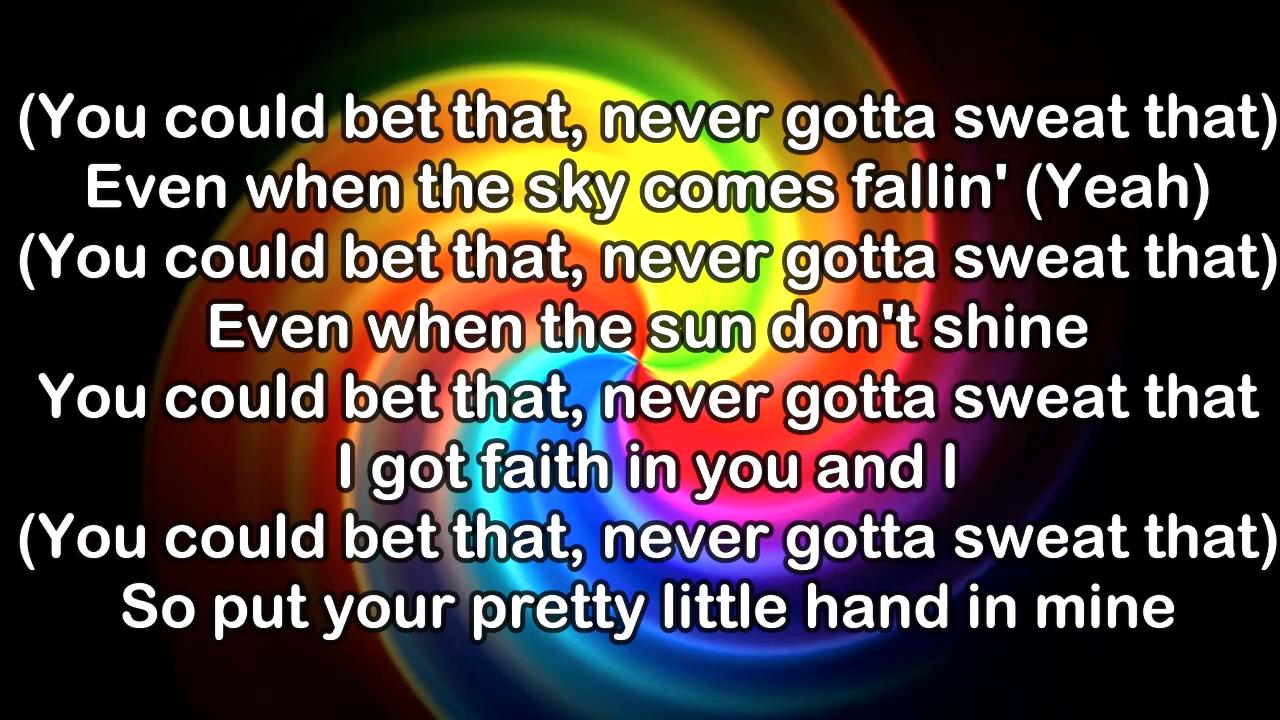 (You could bet that, never gotta sweat that)
Even when the sky comes fallin' (Yeah)
(You could bet that, never gotta sweat that)
Even when the sun don't shine
You could bet that, never gotta sweat that
I got faith in you and I
(You could bet that, never gotta sweat that)
So put your pretty little hand in mine